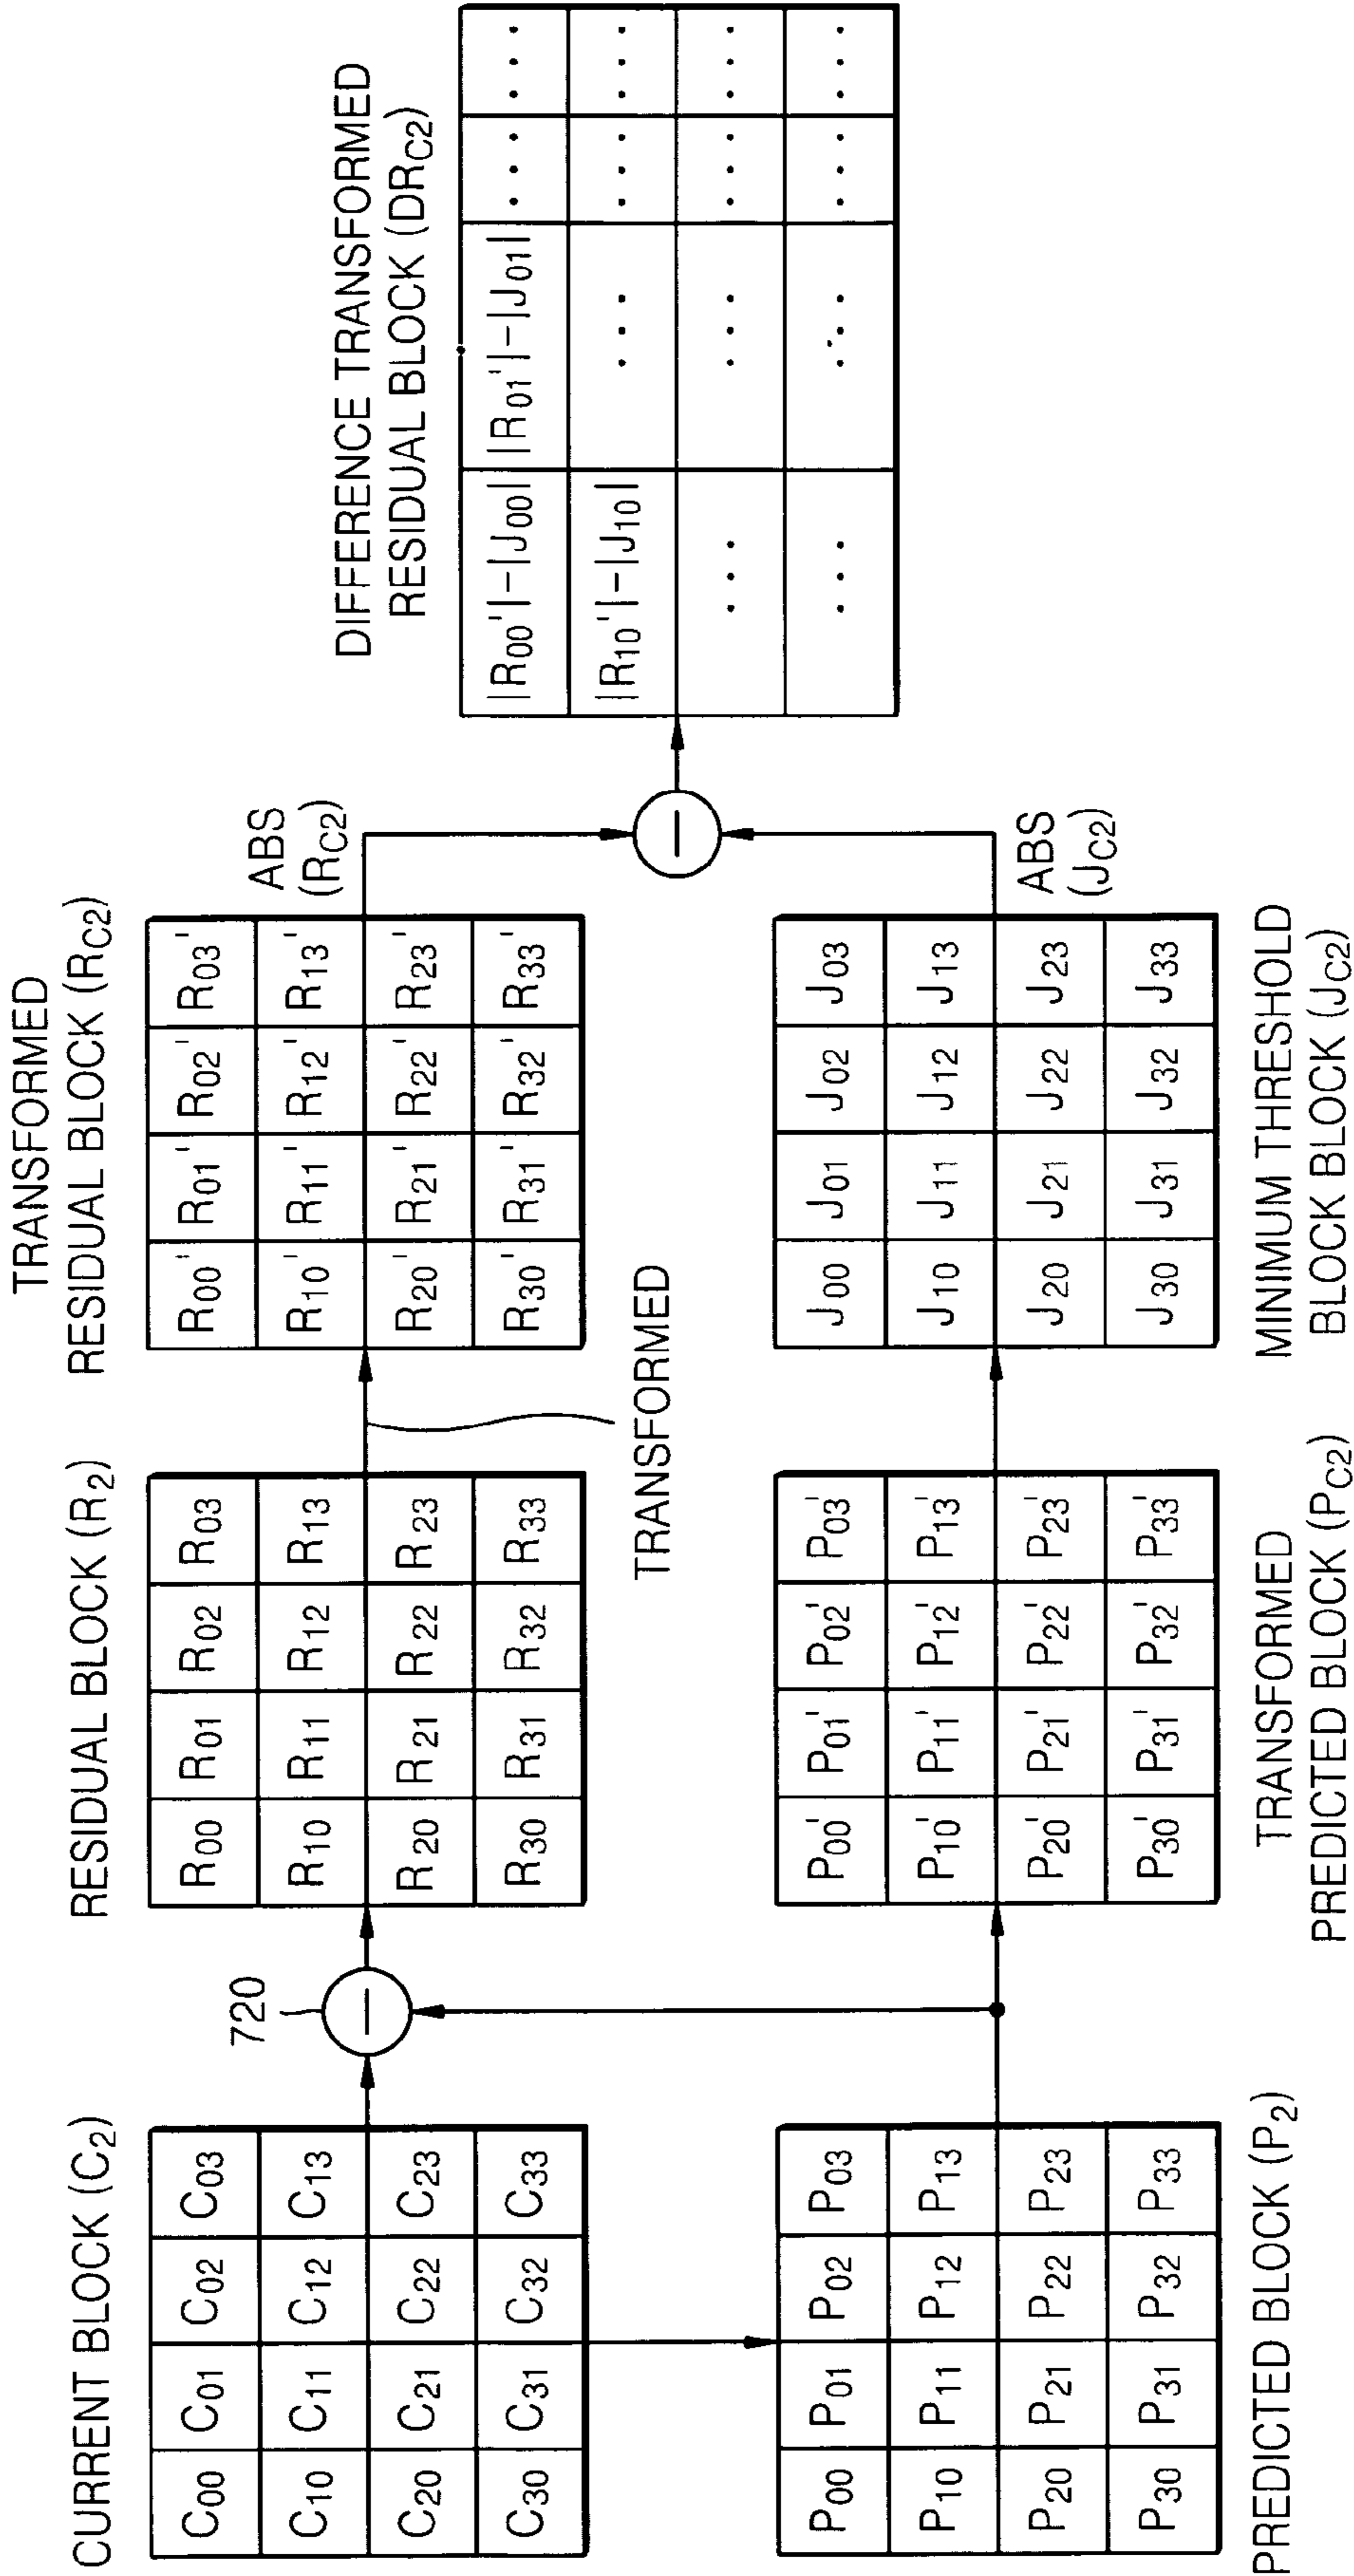 CURRENT BLOCK (C2)
C00 C01 C02 C03
C10 C11 C12 C13
C20 C21 C22 C23
C30 C31 C32 C33
720
RESIDUAL BLOCK (R2)
R00 R01 R02 R03
R10 R11 R12 R13
R20 R21 R22 R23
R30 R31 R32 R33
TRANSFORMED
TRANSFORMED
RESIDUAL BLOCK (RC2)
R00' R01' R02' R03'
R10' R11' R12' R13'
R20' R21' R22' R23'
R30' R31' R32' R33'
ABS
(RC2)
PREDICTED BLOCK (P2)
P00 P01 P02 P03
P10 P11 P12 P13
P20 P21 P22 P23
P30 P31 P32 P33
TRANSFORMED
PREDICTED BLOCK (PC2)
P00' P01' P02' P03'
P10' P11' P12' P13'
P20' P21' P22' P23'
P30' P31' P32' P33'
MINIMUM THRESHOLD
BLOCK BLOCK (JC2)
J00 J01 J02 J03
J10 J11 J12 J13
J20 J21 J22 J23
J30 J31 J32 J33
ABS
(JC2)
DIFFERENCE TRANSFORMED
RESIDUAL BLOCK (DRC2)
|R00'|-|J00| |R01'|-|J01| ... ...
|R10'|-|J10| ... ... ...
... ... ... ...
... ... ... ...